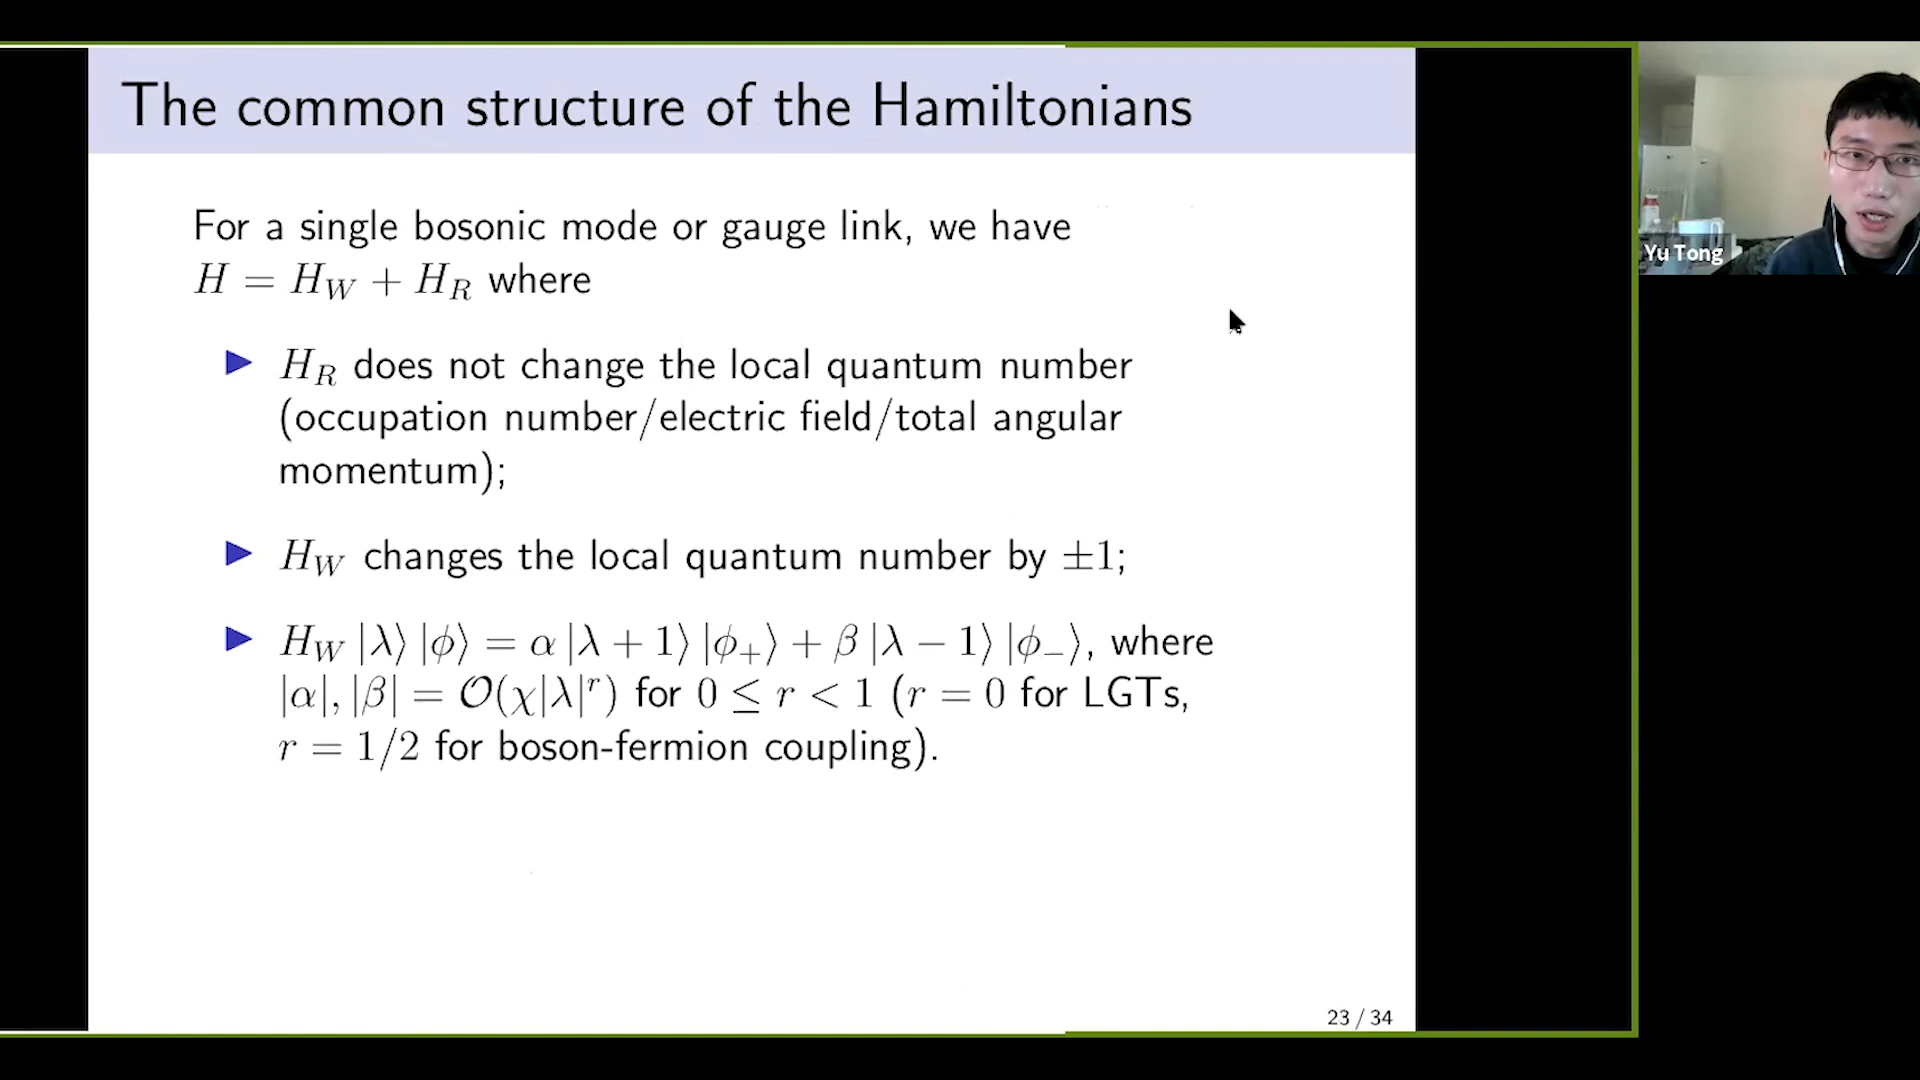 The common structure of the Hamiltonians
For a single bosonic mode or gauge link, we have
H = H_W + H_R where
▶ H_R does not change the local quantum number
(occupation number/electric field/total angular
momentum);
▶ H_W changes the local quantum number by ±1;
▶ H_W |λ⟩ |ϕ⟩ = α |λ + 1⟩ |ϕ_+⟩ + β |λ − 1⟩ |ϕ_−⟩, where
|α|, |β| = 𝒪(χ|λ|^r) for 0 ≤ r < 1 (r = 0 for LGTs,
r = 1/2 for boson-fermion coupling).
23 / 34
Yu Tong